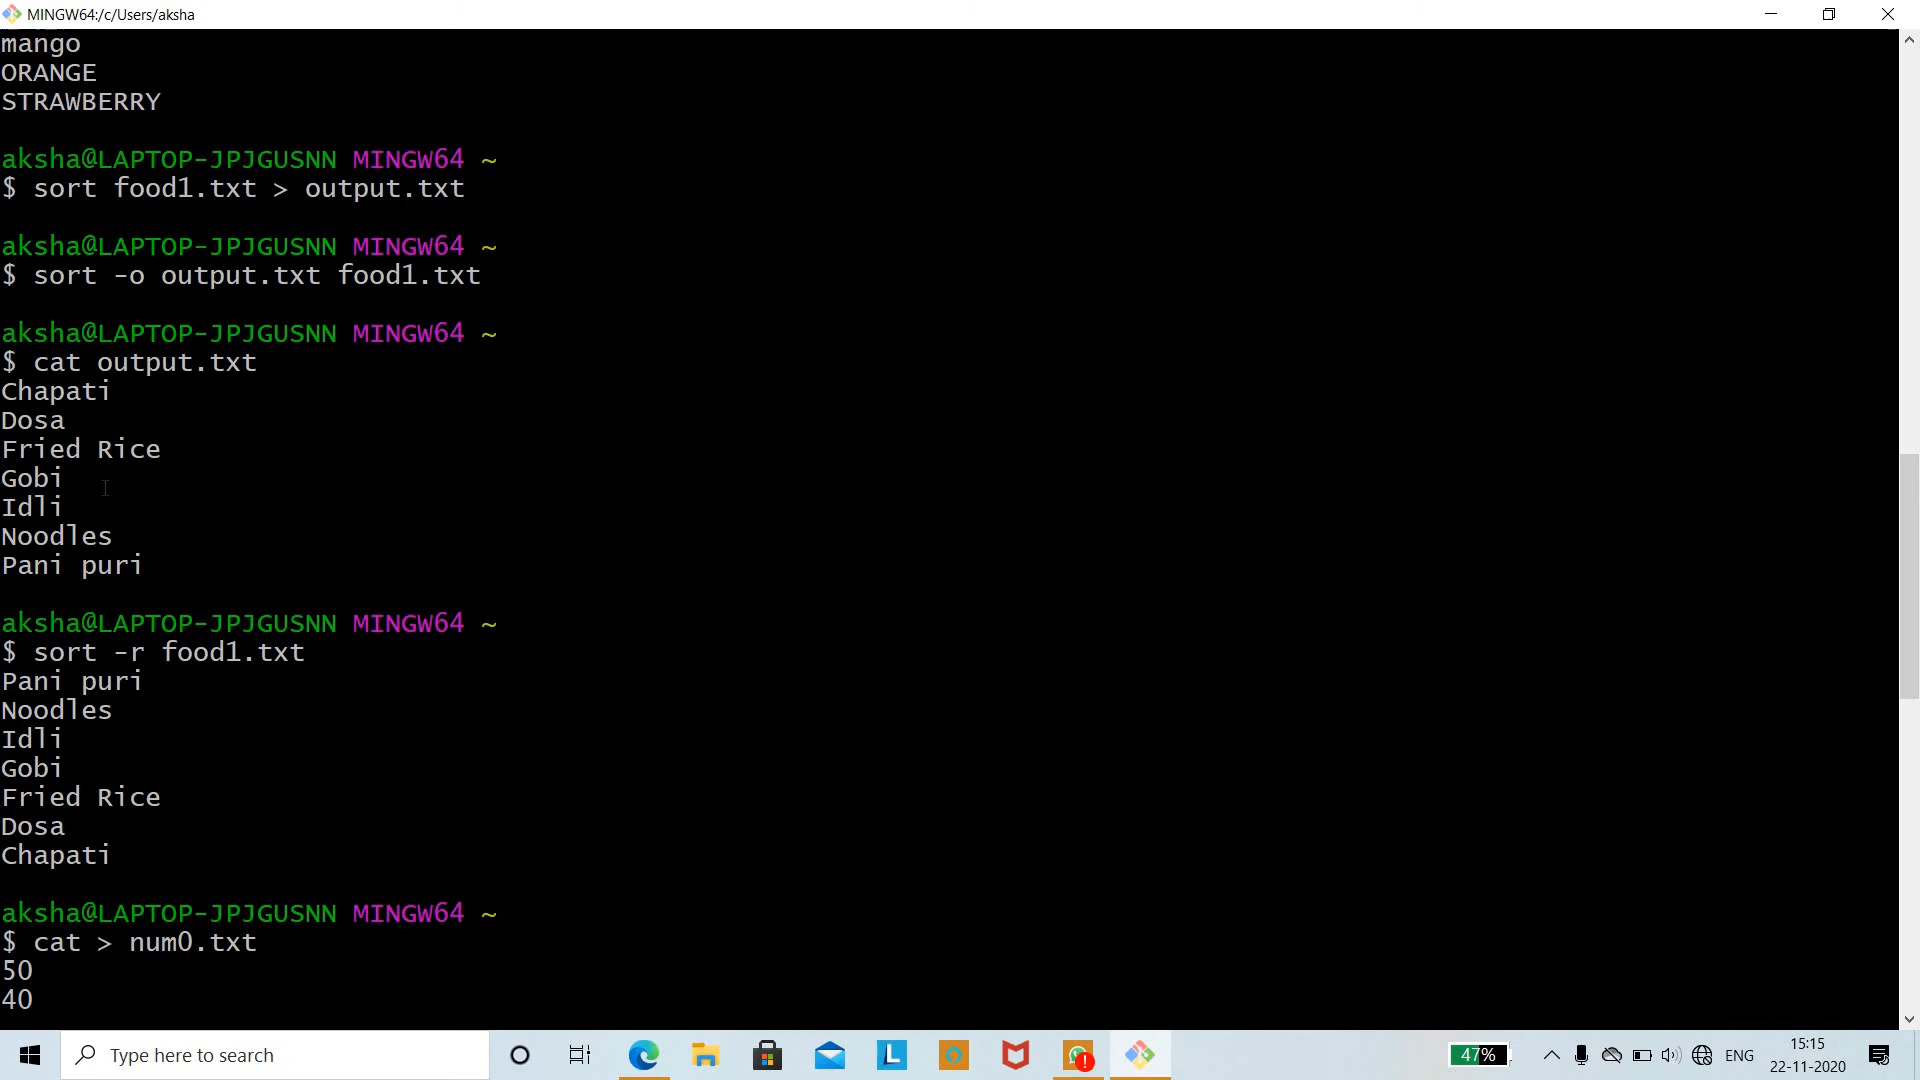 MINGW64:/c/Users/aksha
mango
ORANGE
STRAWBERRY
aksha@LAPTOP-JPJGUSNN MINGW64 ~
$ sort food1.txt > output.txt
aksha@LAPTOP-JPJGUSNN MINGW64 ~
$ sort -o output.txt food1.txt
aksha@LAPTOP-JPJGUSNN MINGW64 ~
$ cat output.txt
Chapati
Dosa
Fried Rice
Gobi
Idli
Noodles
Pani puri
aksha@LAPTOP-JPJGUSNN MINGW64 ~
$ sort -r food1.txt
Pani puri
Noodles
Idli
Gobi
Fried Rice
Dosa
Chapati
aksha@LAPTOP-JPJGUSNN MINGW64 ~
$ cat > num0.txt
50
40
Type here to search
L
47%
ENG
15:15
22-11-2020